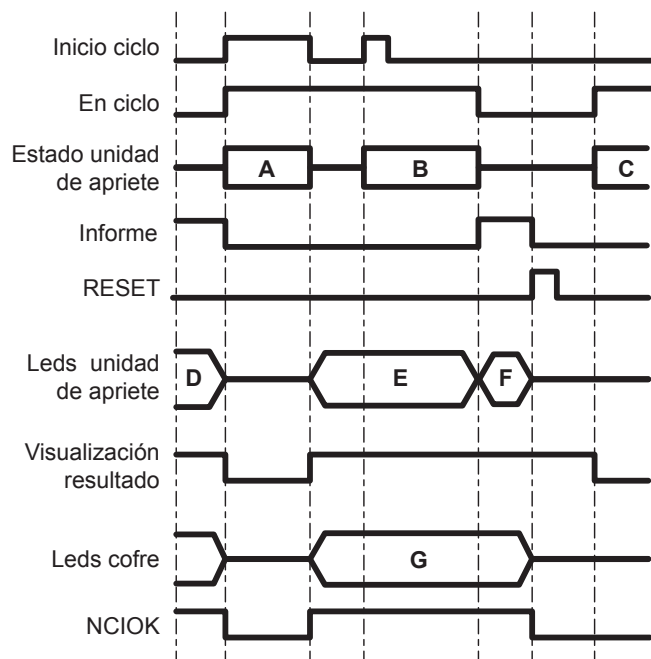 Inicio ciclo
En ciclo
Estado unidad
de apriete
A
B
C
Informe
RESET
Leds unidad
de apriete
D
E
F
Visualización
resultado
Leds cofre
G
NCIOK